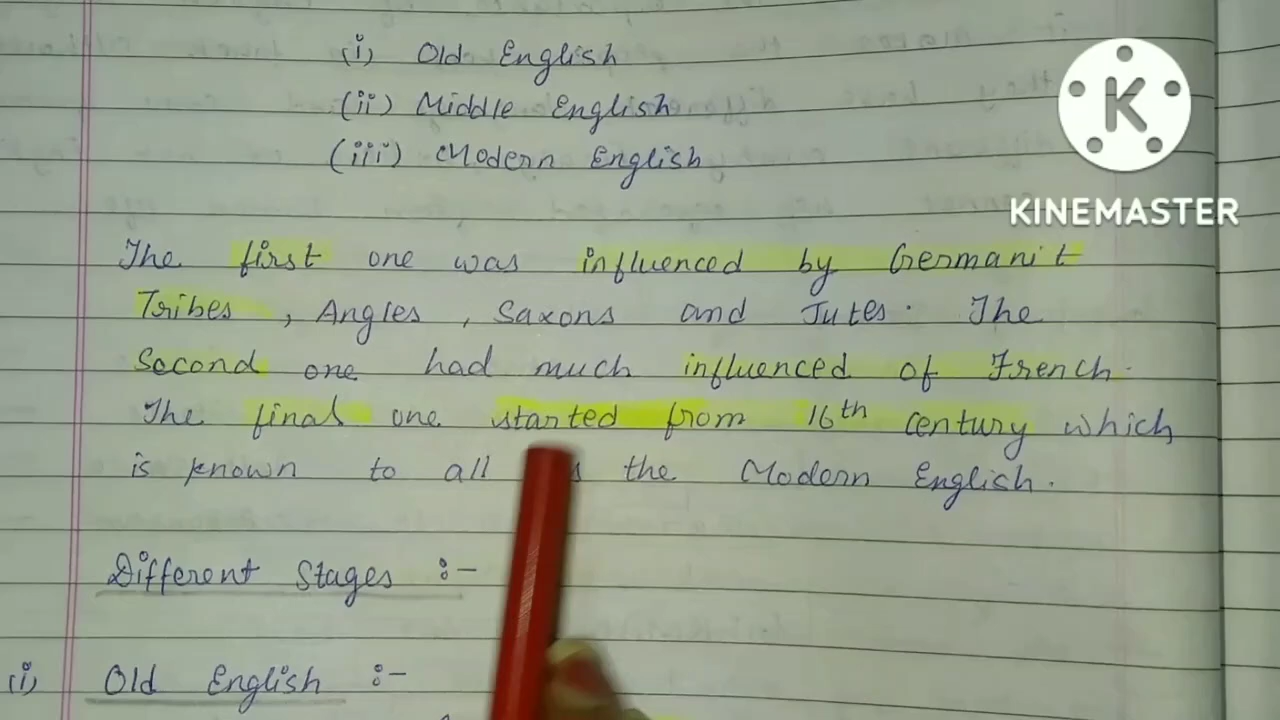 (i) Old English
(ii) Middle English
(iii) Modern English
KINEMASTER
The first one was influenced by Germanit
Tribes, Angles, Saxons and Jutes. The
Second one had much influenced of French.
The final one started from 16th century which
is known to all the Modern English.
Different Stages :-
(i) Old English :-